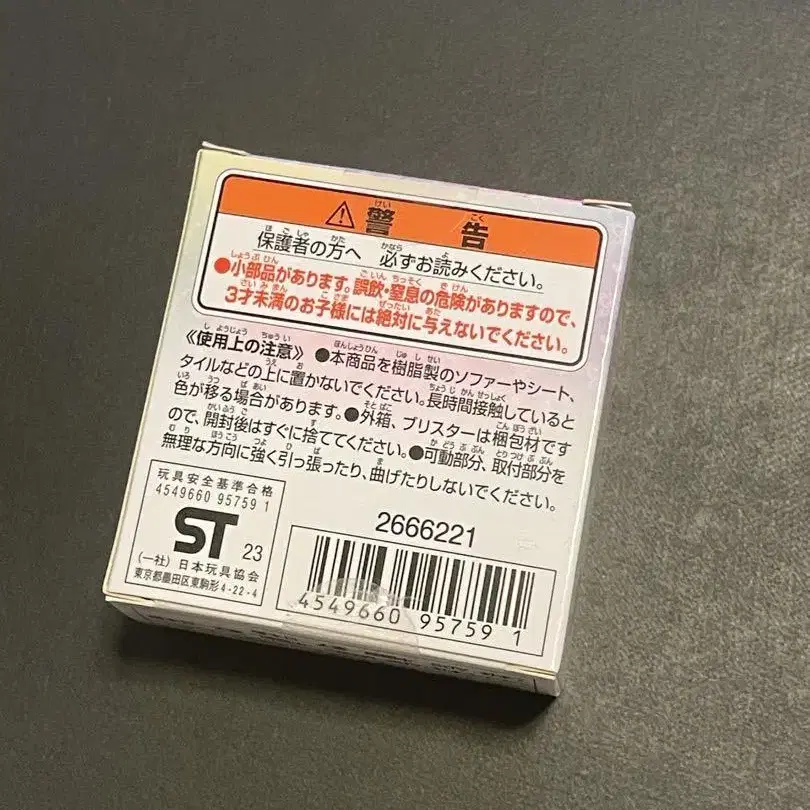 ⚠警告
保護者の方へ 必ずお読みください。
●小部品があります。誤飲・窒息の危険がありますので、
3才未満のお子様には絶対に与えないでください。
《使用上の注意》 ●本商品を樹脂製のソファーやシート、
タイルなどの上に置かないでください。長時間接触していると
色が移る場合があります。●外箱、ブリスターは梱包材です
ので、開封後はすぐに捨ててください。●可動部分、取付部分を
無理な方向に強く引っ張ったり、曲げたりしないでください。
玩具安全基準合格
4549660 95759 1
ST 23
(一社) 日本玩具協会
東京都墨田区東駒形4-22-4
2666221
4549660 95759 1